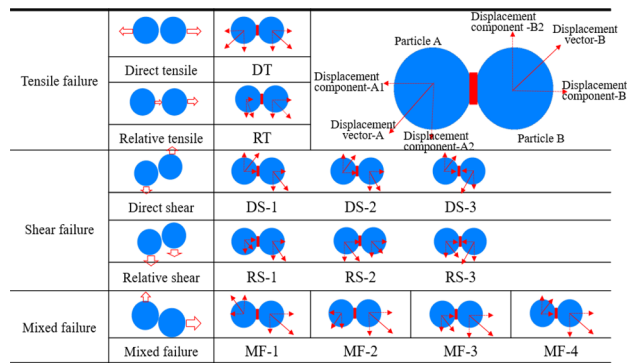 Displacement
component -B2
Displacement
vector-B
Particle A
Displacement
component-A1
Displacement
component-B
Displacement
vector-A
Displacement
component-A2
Particle B
Tensile failure
Direct tensile
DT
Relative tensile
RT
Shear failure
Direct shear
DS-1
DS-2
DS-3
Relative shear
RS-1
RS-2
RS-3
Mixed failure
Mixed failure
MF-1
MF-2
MF-3
MF-4